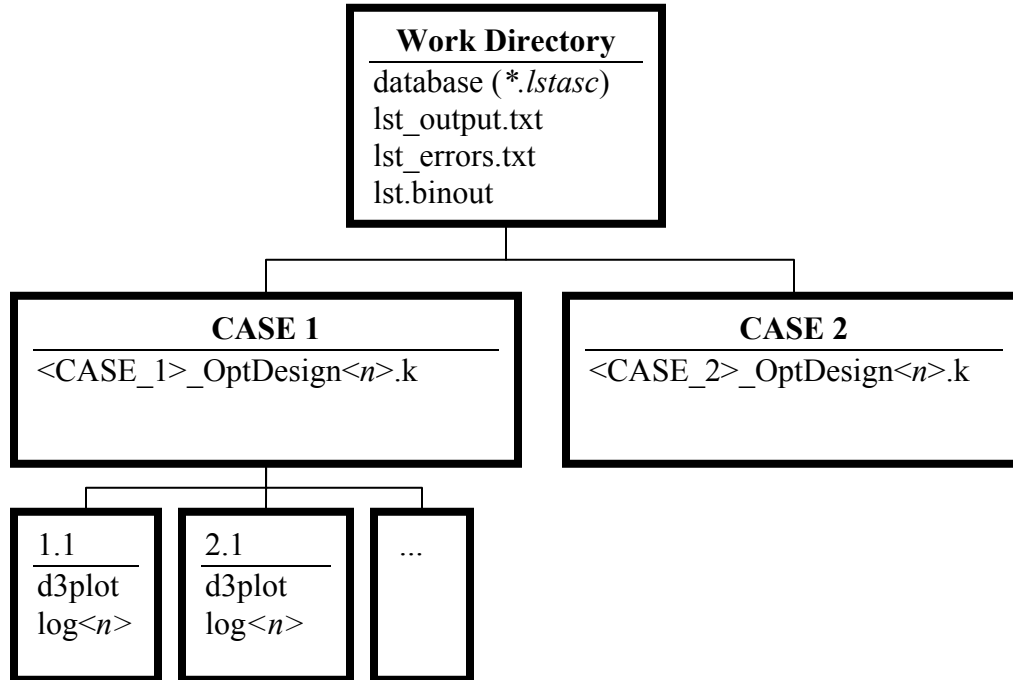 Work Directory
database (*.lstasc)
lst_output.txt
lst_errors.txt
lst.binout
CASE 1
<CASE_1>_OptDesign<n>.k
CASE 2
<CASE_2>_OptDesign<n>.k
1.1
d3plot
log<n>
2.1
d3plot
log<n>
...